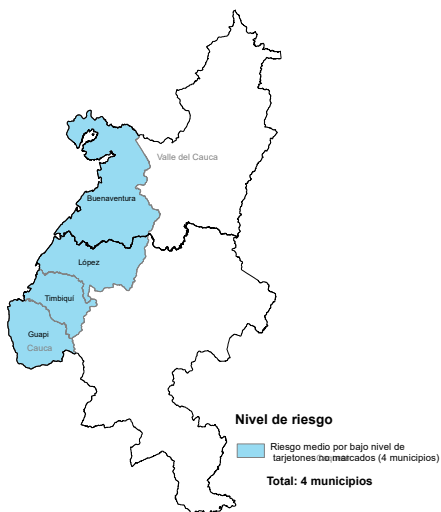 Valle del Cauca
Buenaventura
López
Timbiquí
Guapi
Cauca
Nivel de riesgo
Riesgo medio por bajo nivel de
tarjetones no marcados (4 municipios)
Total: 4 municipios